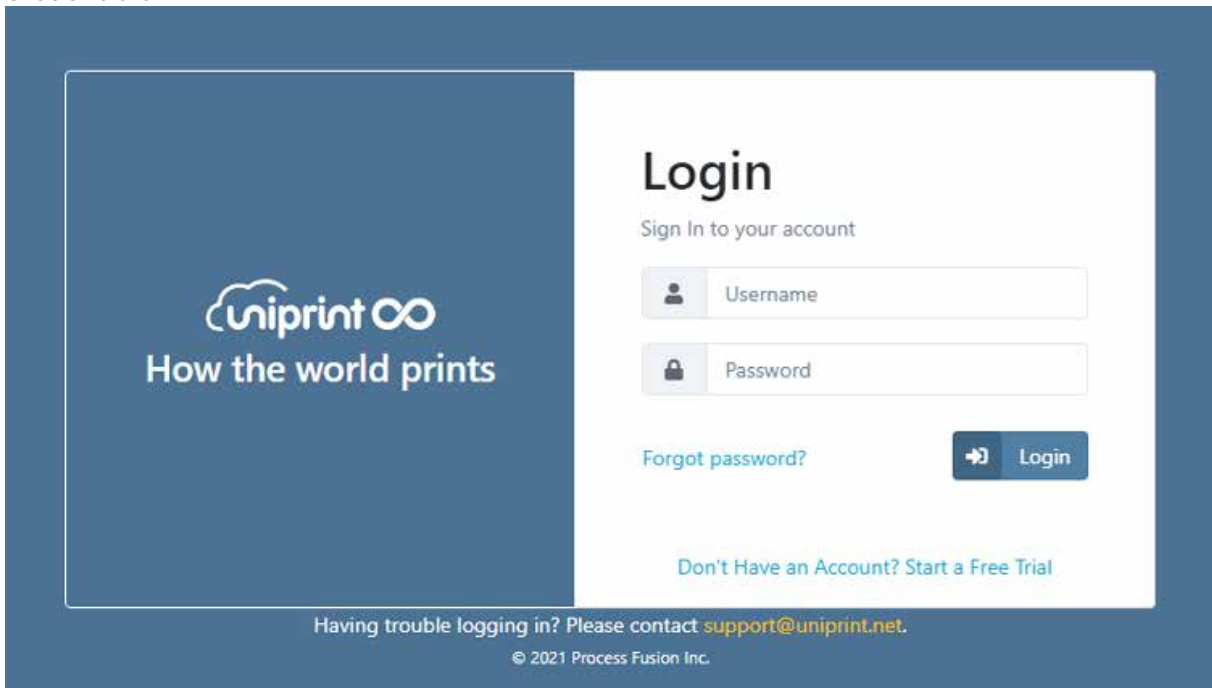 uniprint
How the world prints
Login
Sign In to your account
Username
Password
Forgot password?
Login
Don't Have an Account? Start a Free Trial
Having trouble logging in? Please contact support@uniprint.net.
© 2021 Process Fusion Inc.